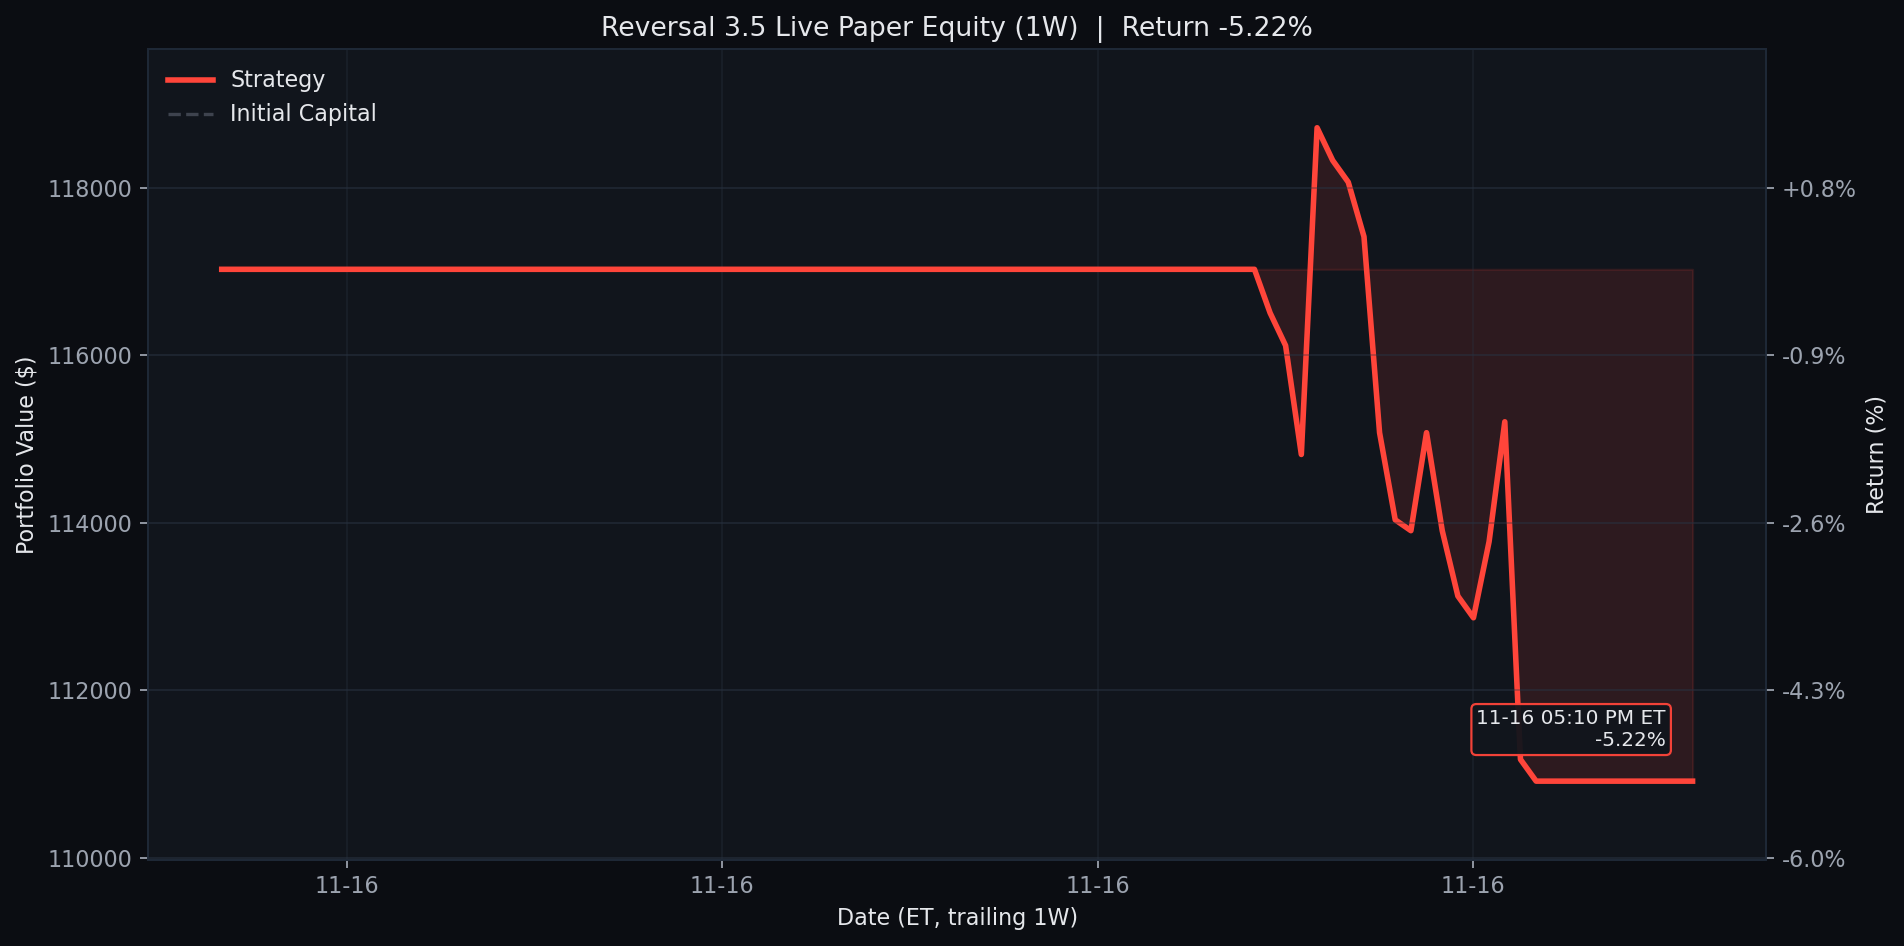 Reversal 3.5 Live Paper Equity (1W)  |  Return -5.22%
Strategy
Initial Capital
Portfolio Value ($)
118000
116000
114000
112000
110000
+0.8%
-0.9%
-2.6%
-4.3%
-6.0%
Return (%)
11-16 05:10 PM ET
-5.22%
11-16
11-16
11-16
11-16
Date (ET, trailing 1W)